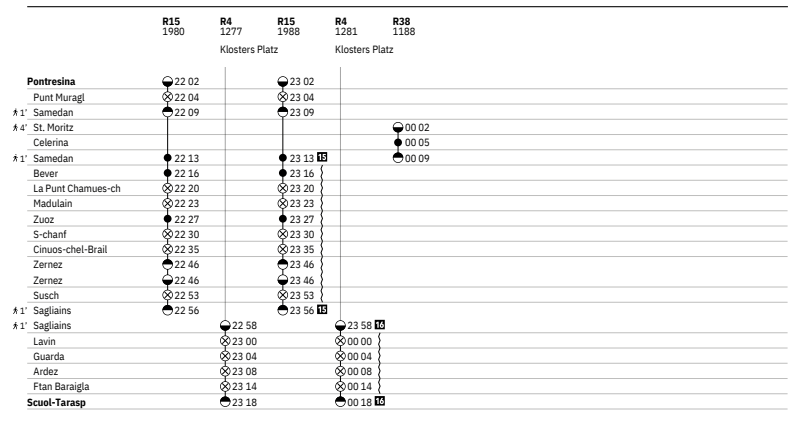 R15 R4 R15 R4 R38
1980 1277 1988 1281 1188
Klosters Platz Klosters Platz
Pontresina 22 02 23 02
Punt Muragl 22 04 23 04
1' Samedan 22 09 23 09
4' St. Moritz 00 02
Celerina 00 05
1' Samedan 22 13 23 13 15 00 09
Bever 22 16 23 16
La Punt Chamues-ch 22 20 23 20
Madulain 22 23 23 23
Zuoz 22 27 23 27
S-chanf 22 30 23 30
Cinuos-chel-Brail 22 35 23 35
Zernez 22 46 23 46
Zernez 22 46 23 46
Susch 22 53 23 53
1' Sagliains 22 56 23 56 15
1' Sagliains 22 58 23 58 16
Lavin 23 00 00 00
Guarda 23 04 00 04
Ardez 23 08 00 08
Ftan Baraigla 23 14 00 14
Scuol-Tarasp 23 18 00 18 16